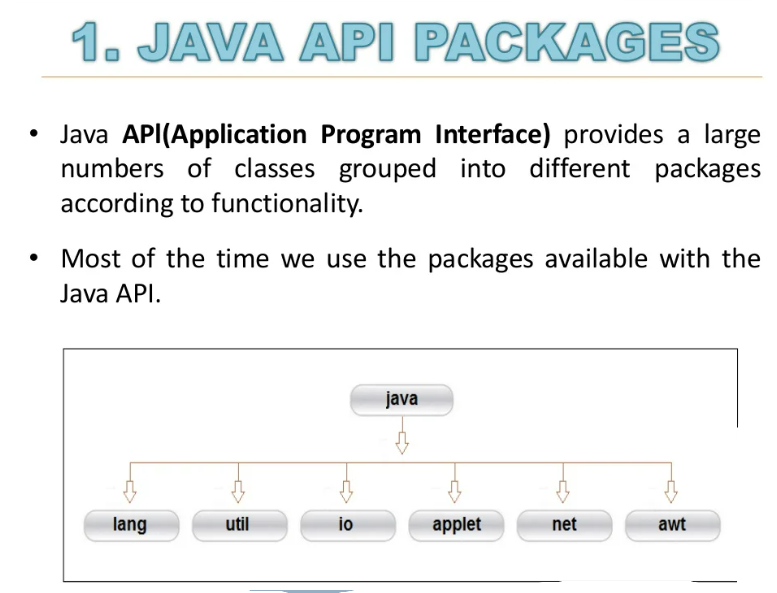 1. JAVA API PACKAGES
• Java API(Application Program Interface) provides a large
numbers of classes grouped into different packages
according to functionality.
• Most of the time we use the packages available with the
Java API.
java
lang util io applet net awt